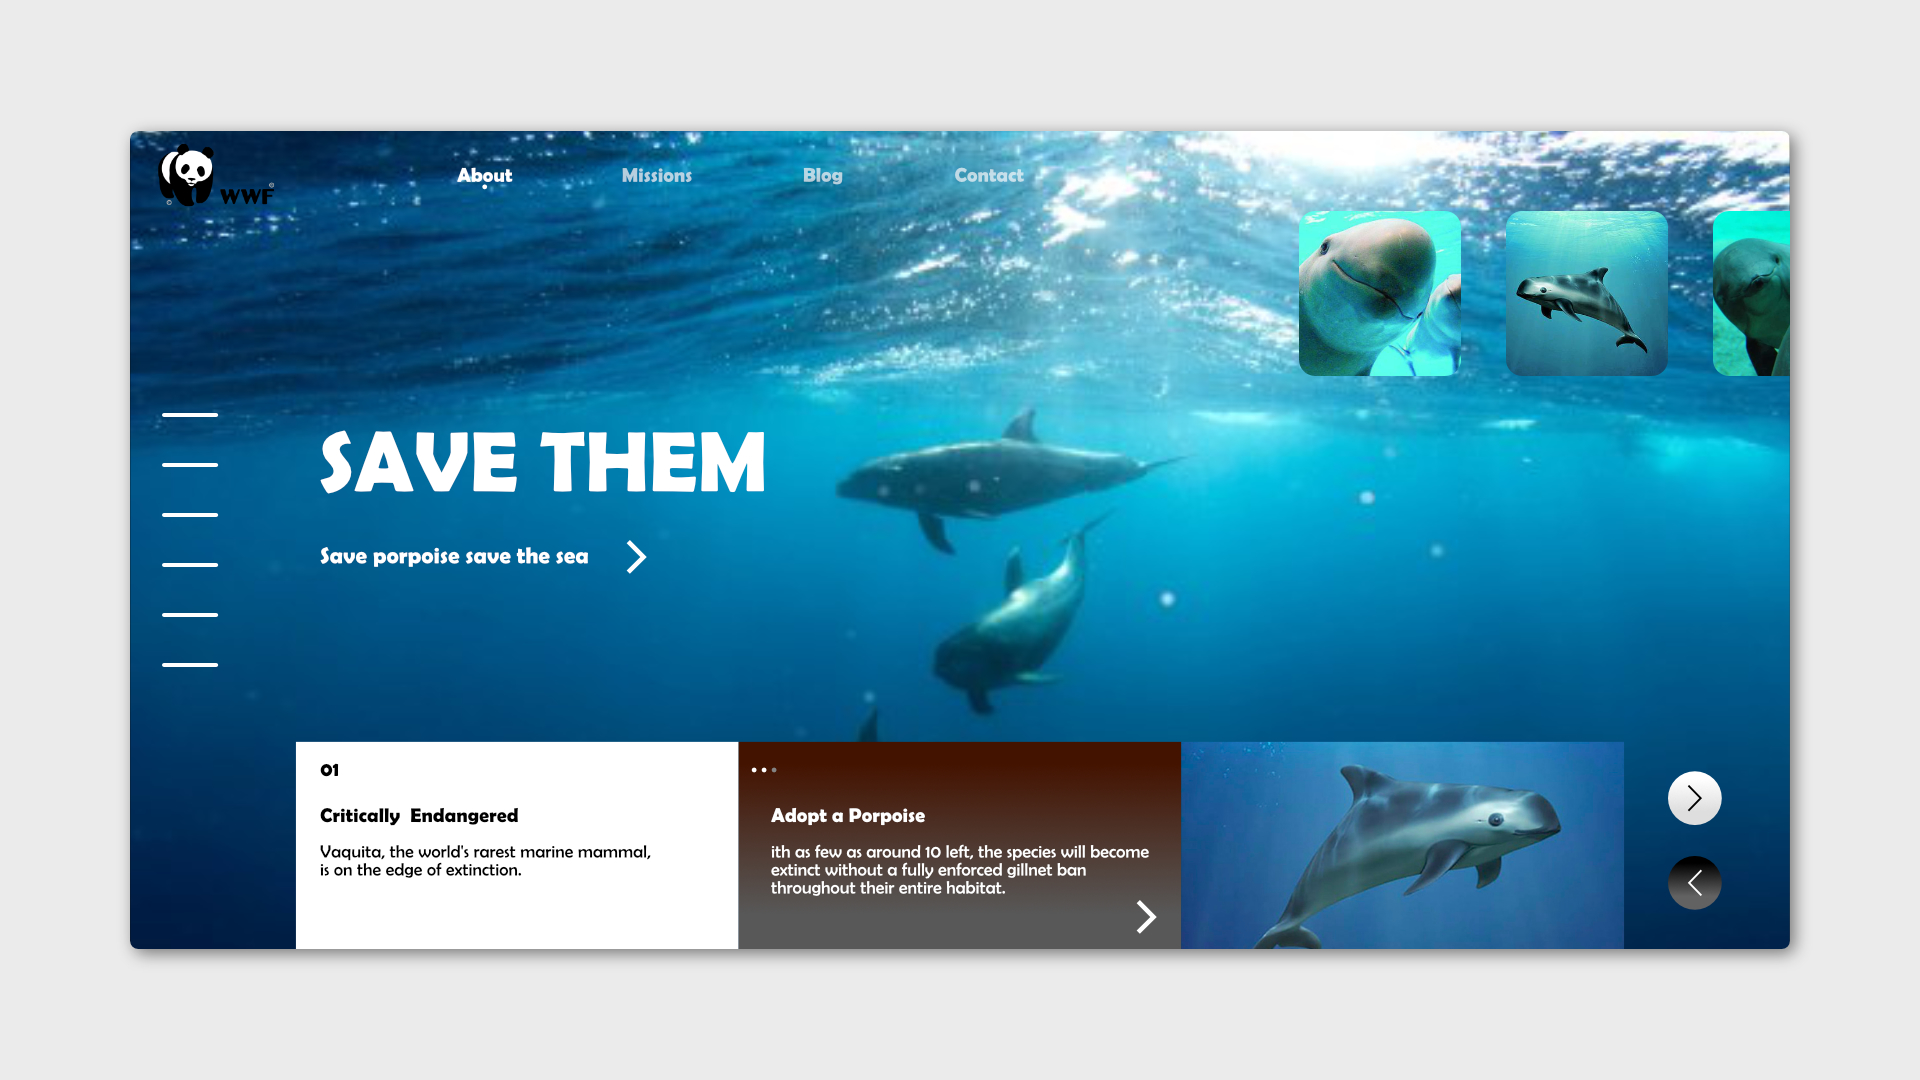 WWF
About
Missions
Blog
Contact
SAVE THEM
Save porpoise save the sea
01
Critically  Endangered
Vaquita, the world's rarest marine mammal,
is on the edge of extinction.
Adopt a Porpoise
ith as few as around 10 left, the species will become
extinct without a fully enforced gillnet ban
throughout their entire habitat.